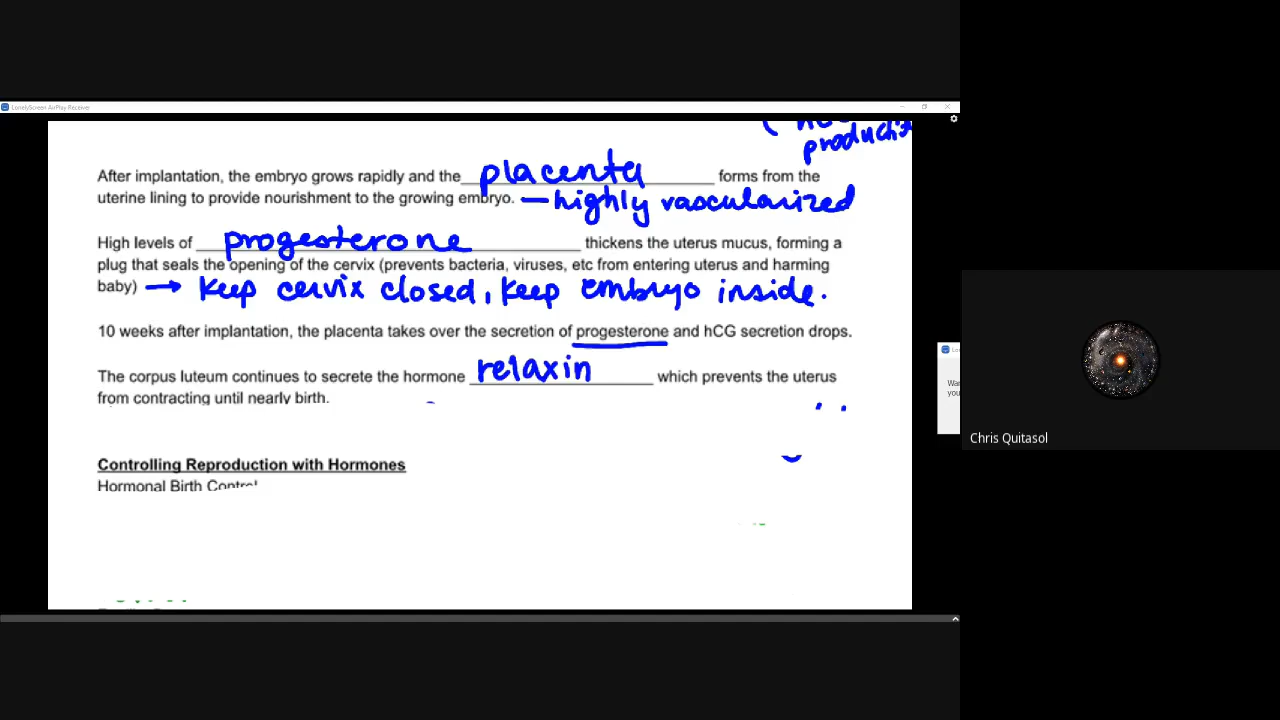 LonelyScreen AirPlay Receiver
After implantation, the embryo grows rapidly and the placenta forms from the
uterine lining to provide nourishment to the growing embryo. — highly vascularized
High levels of progesterone thickens the uterus mucus, forming a
plug that seals the opening of the cervix (prevents bacteria, viruses, etc from entering uterus and harming
baby) → keep cervix closed, keep embryo inside.
10 weeks after implantation, the placenta takes over the secretion of progesterone and hCG secretion drops.
The corpus luteum continues to secrete the hormone relaxin which prevents the uterus
from contracting until nearly birth.
Controlling Reproduction with Hormones
Hormonal Birth Control
Chris Quitasol